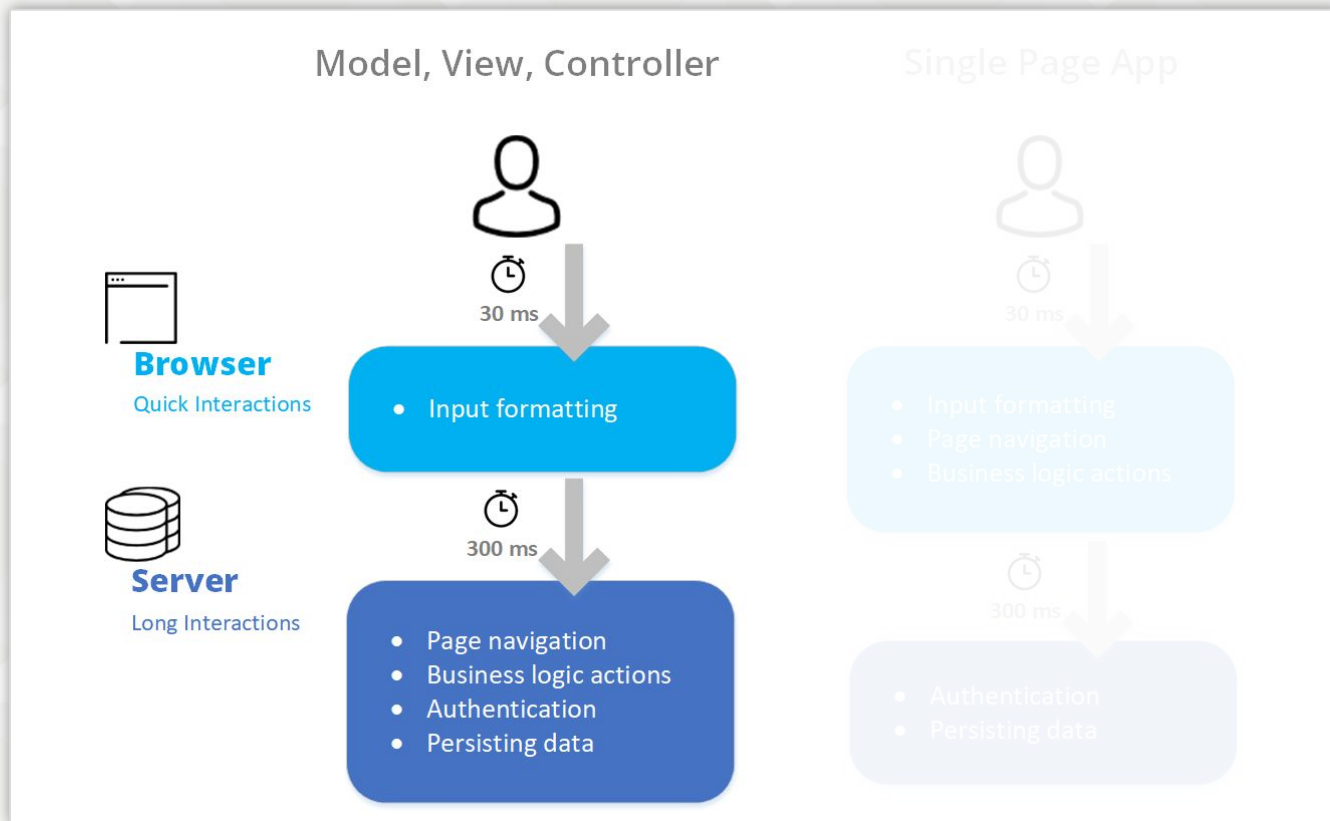 Model, View, Controller
Single Page App
30 ms
30 ms
Browser
Quick Interactions
• Input formatting
• Input formatting
• Page navigation
• Business logic actions
300 ms
300 ms
Server
Long Interactions
• Page navigation
• Business logic actions
• Authentication
• Persisting data
• Authentication
• Persisting data